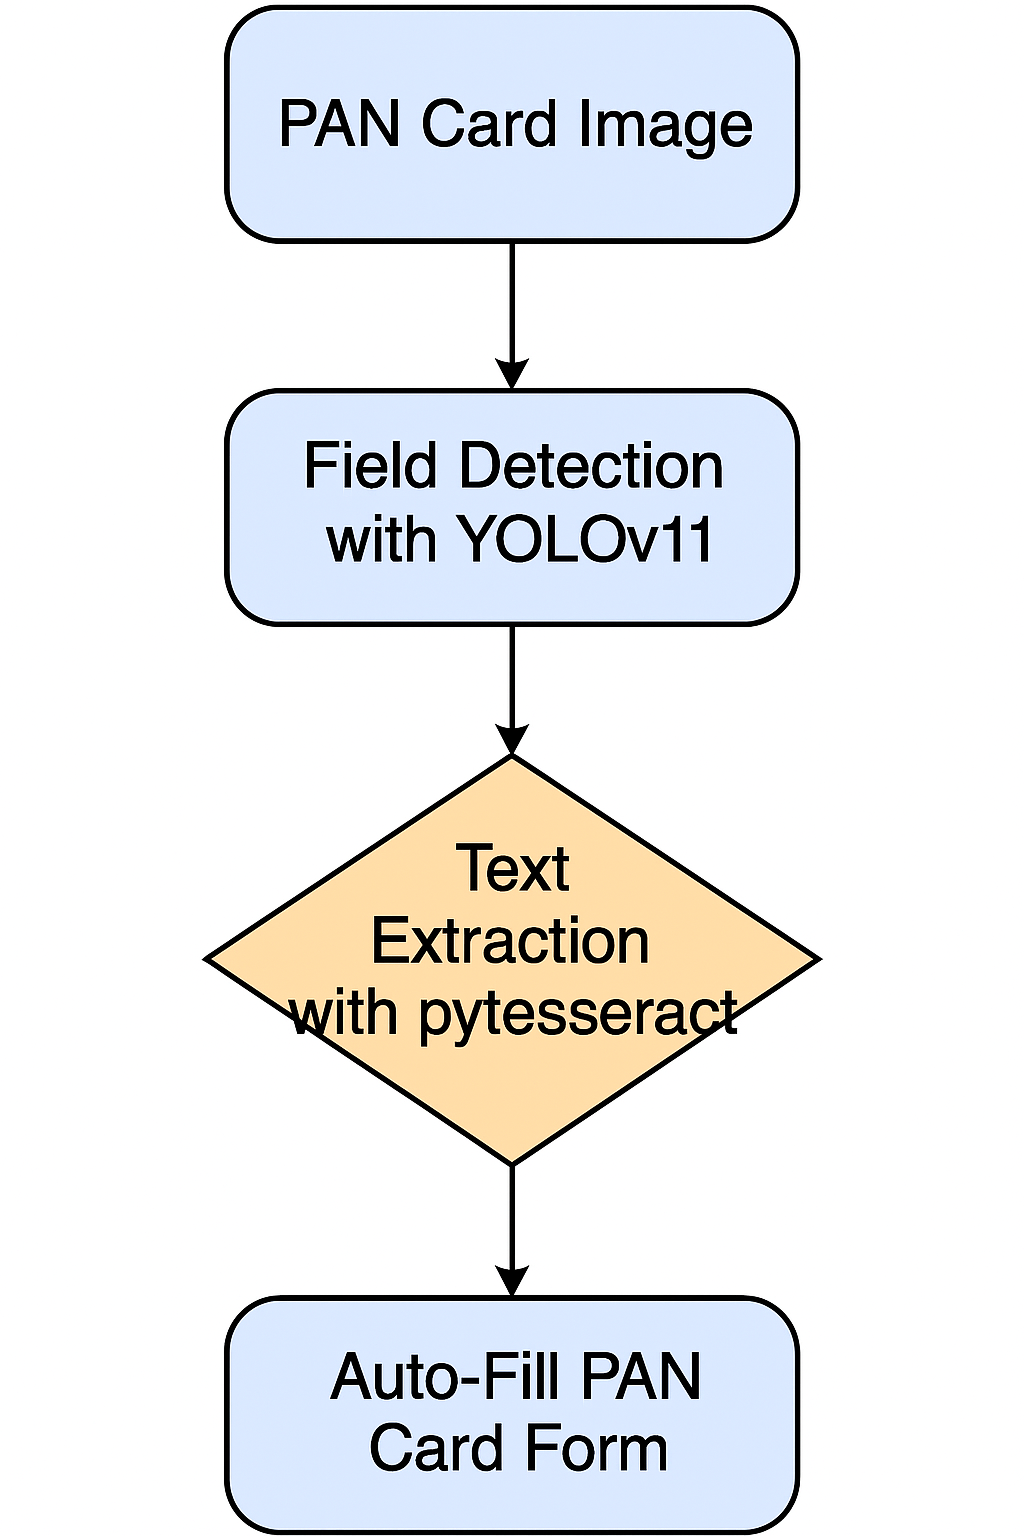 PAN Card Image
Field Detection
with YOLOv11
Text
Extraction
with pytesseract
Auto-Fill PAN
Card Form